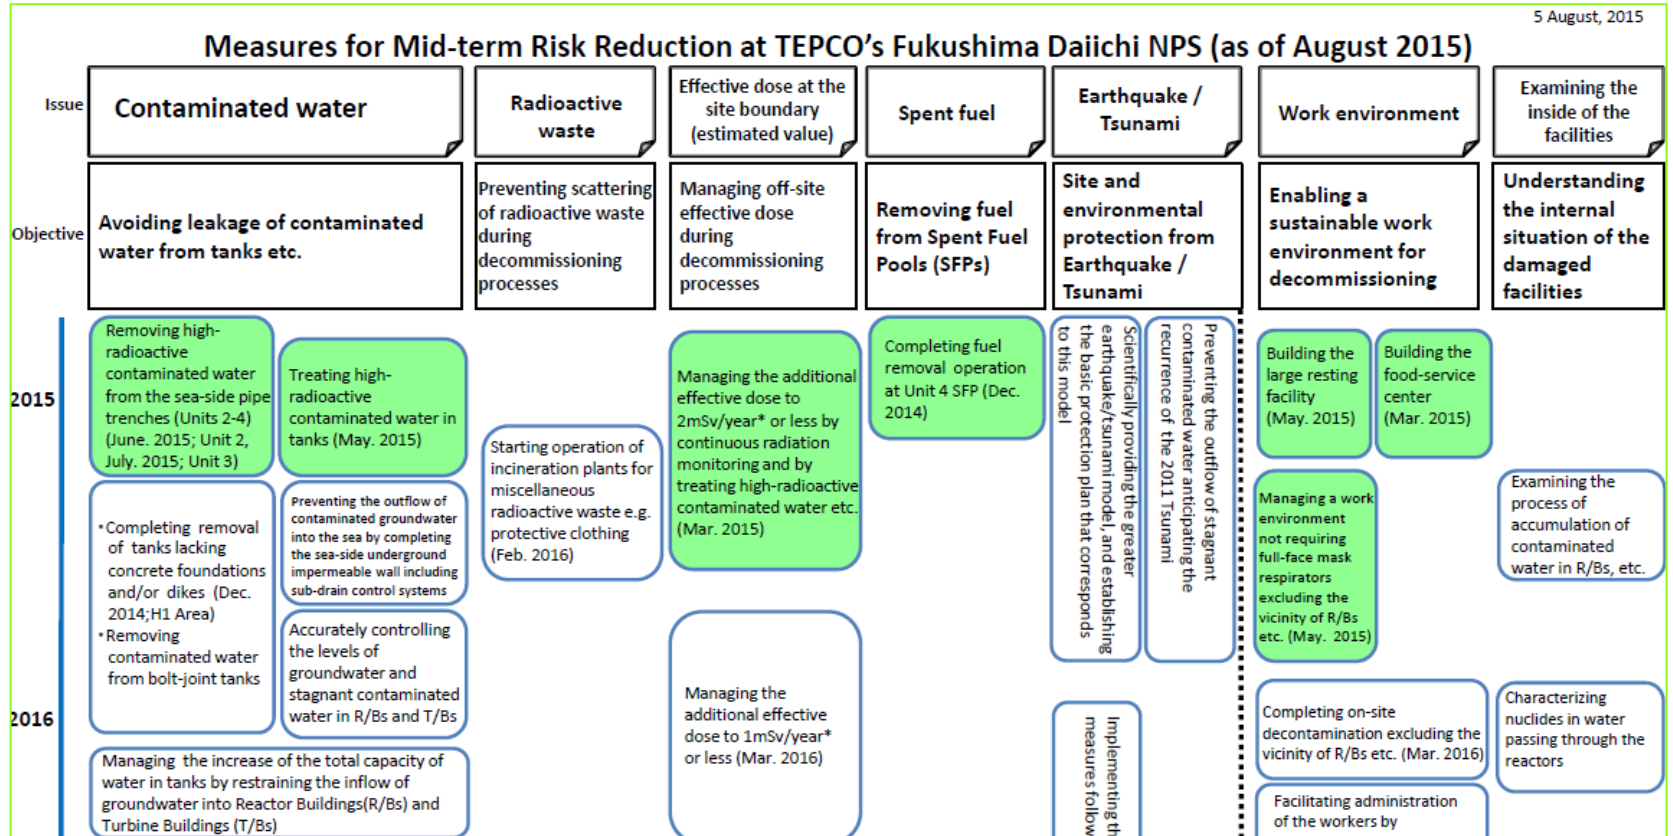 5 August, 2015
Measures for Mid-term Risk Reduction at TEPCO's Fukushima Daiichi NPS (as of August 2015)
Issue
Contaminated water
Radioactive
waste
Effective dose at the
site boundary
(estimated value)
Spent fuel
Earthquake /
Tsunami
Work environment
Examining the
inside of the
facilities
Objective
Avoiding leakage of contaminated
water from tanks etc.
Preventing scattering
of radioactive waste
during
decommissioning
processes
Managing off-site
effective dose
during
decommissioning
processes
Removing fuel
from Spent Fuel
Pools (SFPs)
Site and
environmental
protection from
Earthquake /
Tsunami
Enabling a
sustainable work
environment for
decommissioning
Understanding
the internal
situation of the
damaged
facilities
2015
Removing high-
radioactive
contaminated water
from the sea-side pipe
trenches (Units 2-4)
(June. 2015; Unit 2,
July. 2015; Unit 3)
Treating high-
radioactive
contaminated water in
tanks (May. 2015)
Starting operation of
incineration plants for
miscellaneous
radioactive waste e.g.
protective clothing
(Feb. 2016)
Managing the additional
effective dose to
2mSv/year* or less by
continuous radiation
monitoring and by
treating high-radioactive
contaminated water etc.
(Mar. 2015)
Completing fuel
removal operation
at Unit 4 SFP (Dec.
2014)
Scientifically providing the greater
earthquake/tsunami model, and establishing
the basic protection plan that corresponds
to this model
Preventing the outflow of stagnant
contaminated water anticipating the
recurrence of the 2011 Tsunami
Building the
large resting
facility
(May. 2015)
Building the
food-service
center
(Mar. 2015)
Managing a work
environment
not requiring
full-face mask
respirators
excluding the
vicinity of R/Bs
etc. (May. 2015)
Examining the
process of
accumulation of
contaminated
water in R/Bs, etc.
・Completing removal
of tanks lacking
concrete foundations
and/or dikes (Dec.
2014;H1 Area)
・Removing
contaminated water
from bolt-joint tanks
Preventing the outflow of
contaminated groundwater
into the sea by completing
the sea-side underground
impermeable wall including
sub-drain control systems
Accurately controlling
the levels of
groundwater and
stagnant contaminated
water in R/Bs and T/Bs
2016
Managing the increase of the total capacity of
water in tanks by restraining the inflow of
groundwater into Reactor Buildings(R/Bs) and
Turbine Buildings (T/Bs)
Managing the
additional effective
dose to 1mSv/year*
or less (Mar. 2016)
Implementing th
measures follow
Completing on-site
decontamination excluding the
vicinity of R/Bs etc. (Mar. 2016)
Facilitating administration
of the workers by
Characterizing
nuclides in water
passing through the
reactors